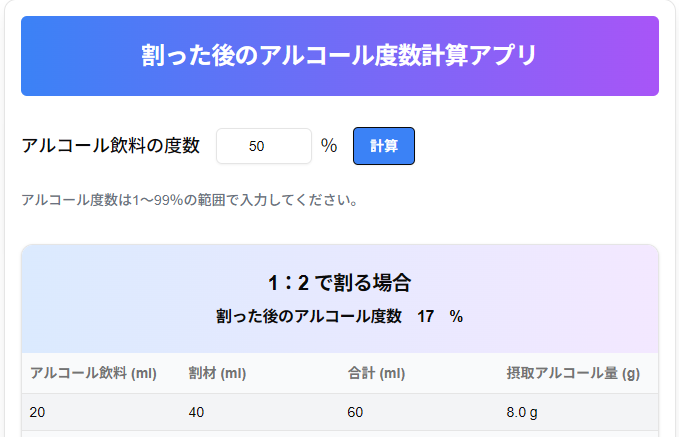 割った後のアルコール度数計算アプリ
アルコール飲料の度数 50 % 計算
アルコール度数は1〜99%の範囲で入力してください。
1：2 で割る場合
割った後のアルコール度数 17 %
アルコール飲料 (ml) 割材 (ml) 合計 (ml) 摂取アルコール量 (g)
20 40 60 8.0 g